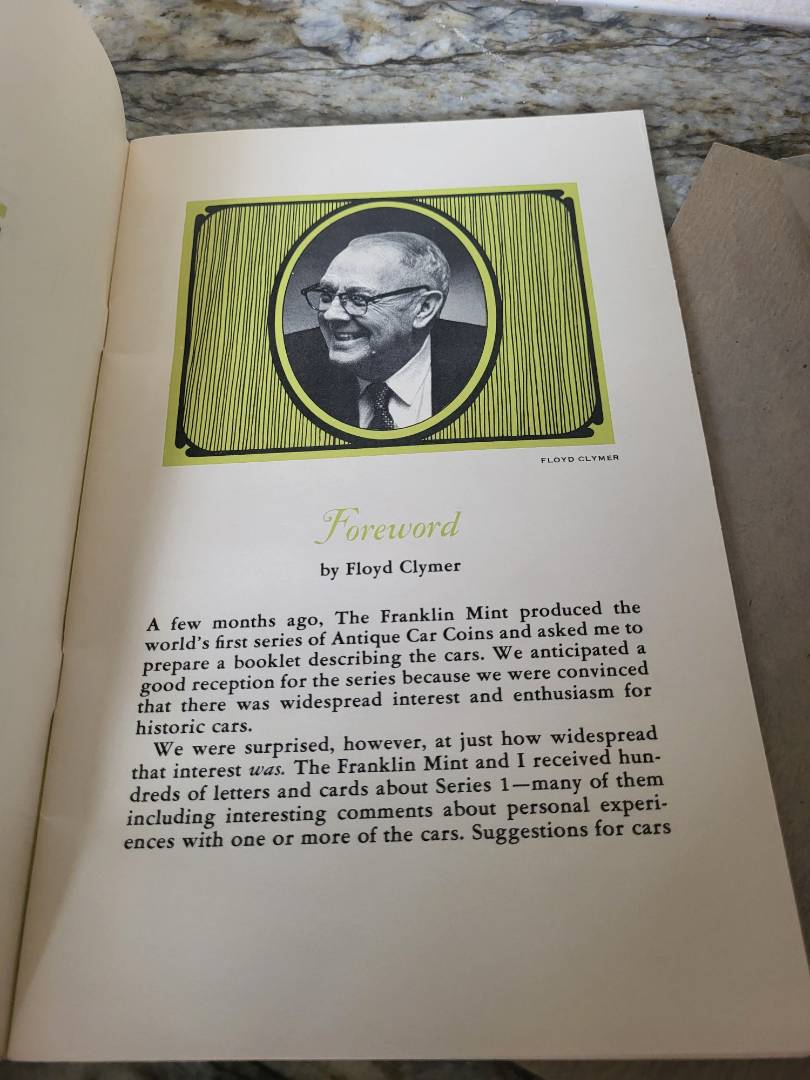 FLOYD CLYMER
Foreword
by Floyd Clymer
A few months ago, The Franklin Mint produced the
world's first series of Antique Car Coins and asked me to
prepare a booklet describing the cars. We anticipated a
good reception for the series because we were convinced
that there was widespread interest and enthusiasm for
historic cars.
We were surprised, however, at just how widespread
that interest was. The Franklin Mint and I received hun-
dreds of letters and cards about Series 1—many of them
including interesting comments about personal experi-
ences with one or more of the cars. Suggestions for cars